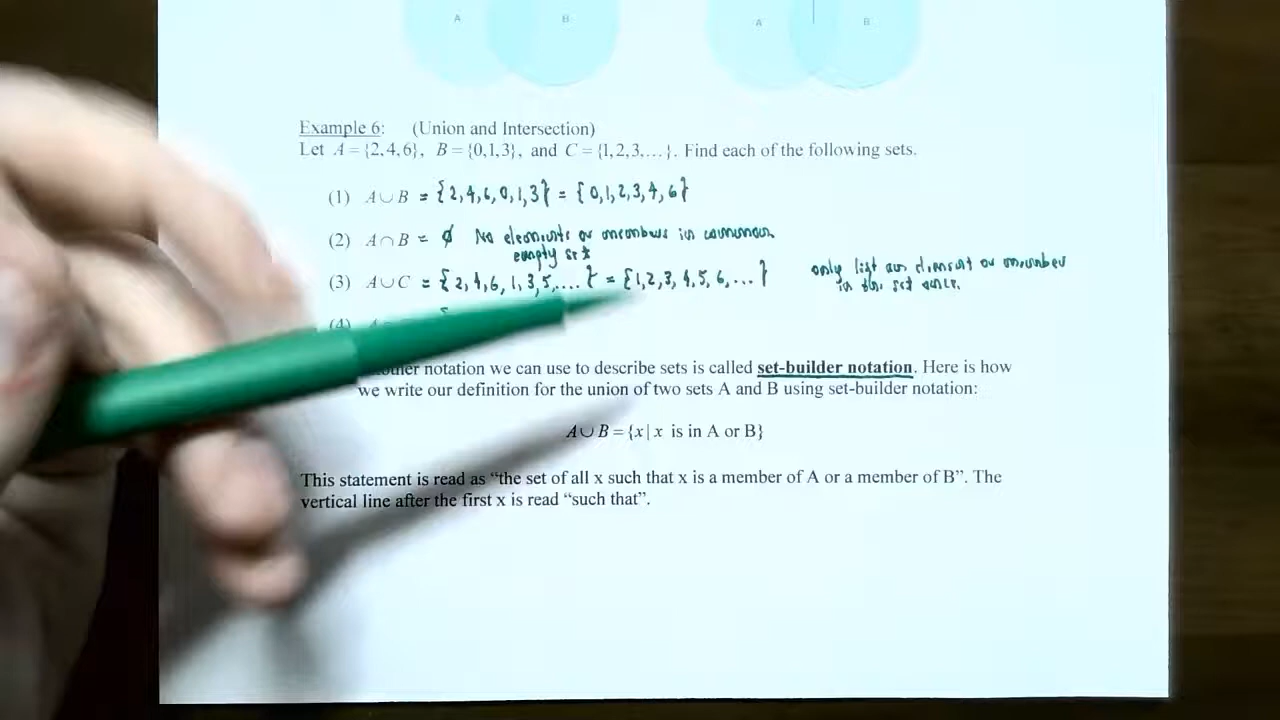 A B A B
Example 6: (Union and Intersection)
Let A = {2,4,6}, B = {0,1,3}, and C = {1,2,3,...}. Find each of the following sets.
(1) A∪B = {2,4,6,0,1,3} = {0,1,2,3,4,6}
(2) A∩B = ∅ No elements or members in common
empty set
(3) A∪C = {2,4,6,1,3,5,....} = {1,2,3,4,5,6,...} only list an element or member
in the set once.
(4) A
notation we can use to describe sets is called set-builder notation. Here is how
we write our definition for the union of two sets A and B using set-builder notation:
A∪B = {x | x is in A or B}
This statement is read as “the set of all x such that x is a member of A or a member of B”. The
vertical line after the first x is read “such that”.